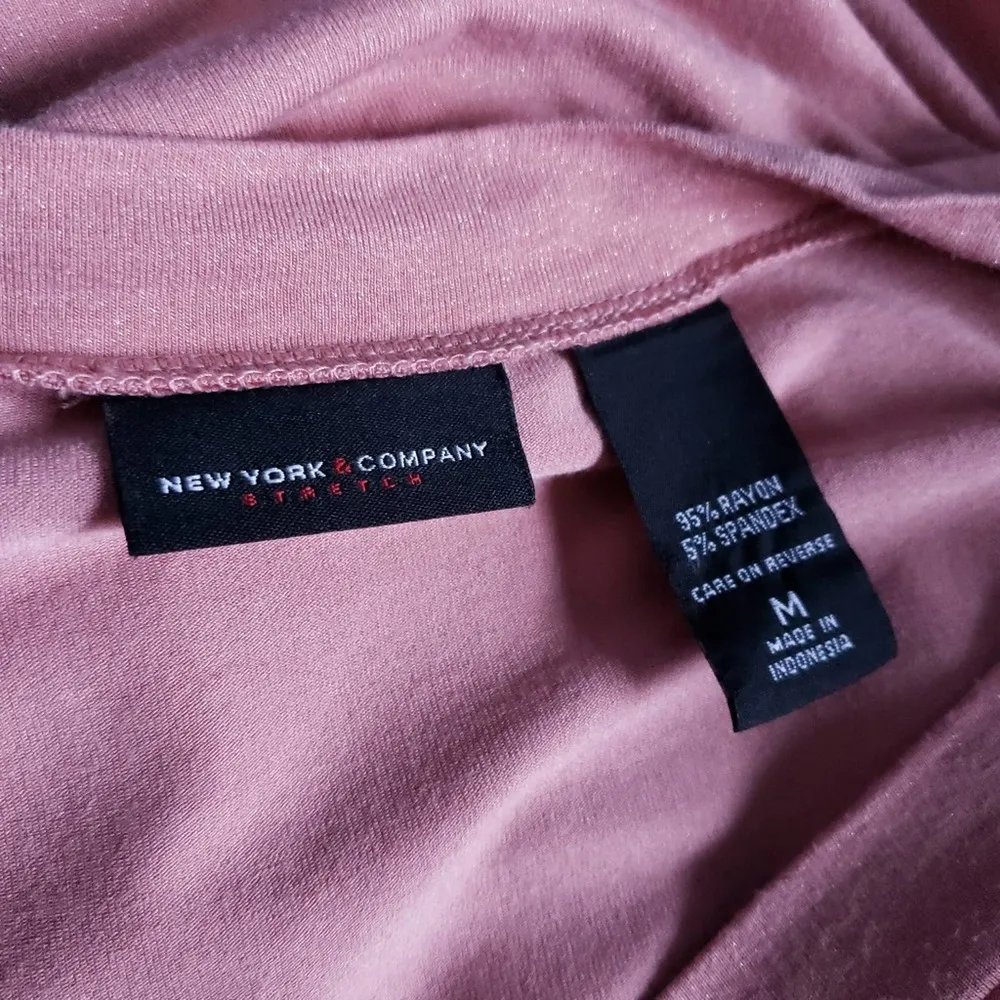 NEW YORK & COMPANY
STRETCH
95% RAYON
5% SPANDEX
CARE ON REVERSE
M
MADE IN
INDONESIA